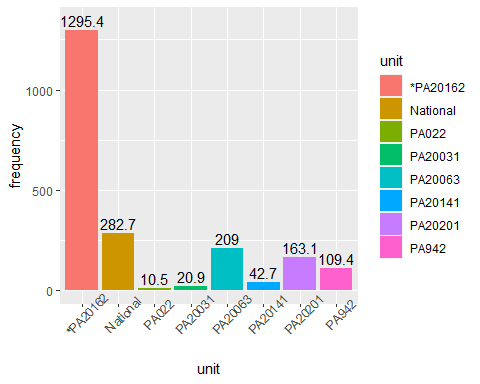 1295.4
282.7
10.5
20.9
209
42.7
163.1
109.4
1000
500
0
frequency
*PA20162
National
PA022
PA20031
PA20063
PA20141
PA20201
PA942
unit
unit
*PA20162
National
PA022
PA20031
PA20063
PA20141
PA20201
PA942